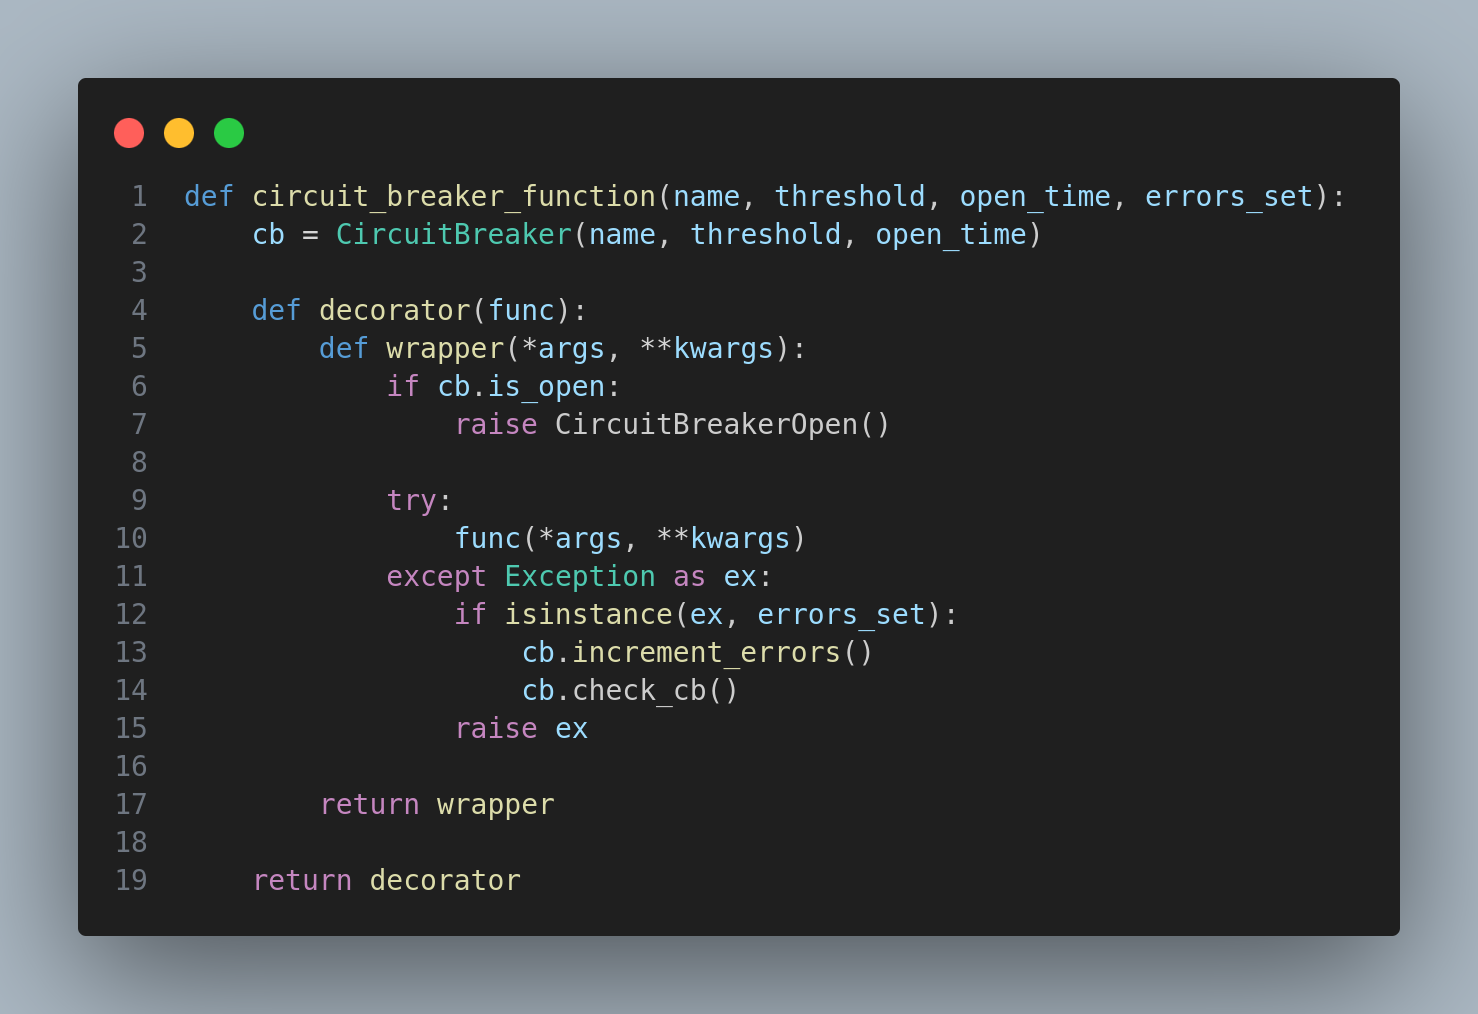 1 def circuit_breaker_function(name, threshold, open_time, errors_set):
2     cb = CircuitBreaker(name, threshold, open_time)
3
4     def decorator(func):
5         def wrapper(*args, **kwargs):
6             if cb.is_open:
7                 raise CircuitBreakerOpen()
8
9             try:
10                 func(*args, **kwargs)
11             except Exception as ex:
12                 if isinstance(ex, errors_set):
13                     cb.increment_errors()
14                     cb.check_cb()
15                 raise ex
16
17         return wrapper
18
19     return decorator